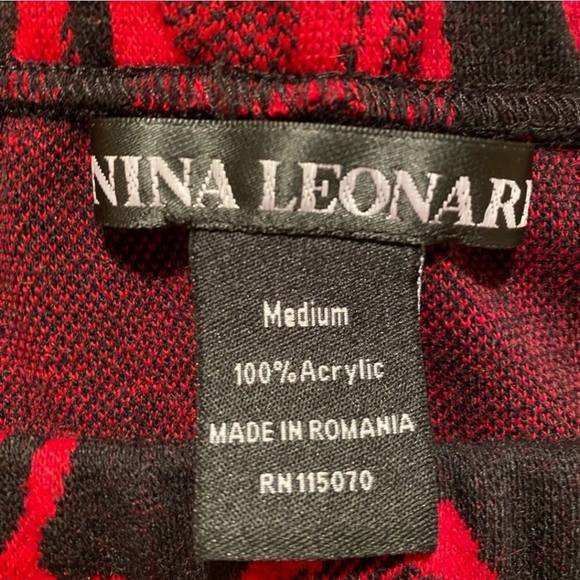 NINA LEONAR
Medium
100% Acrylic
MADE IN ROMANIA
RN115070